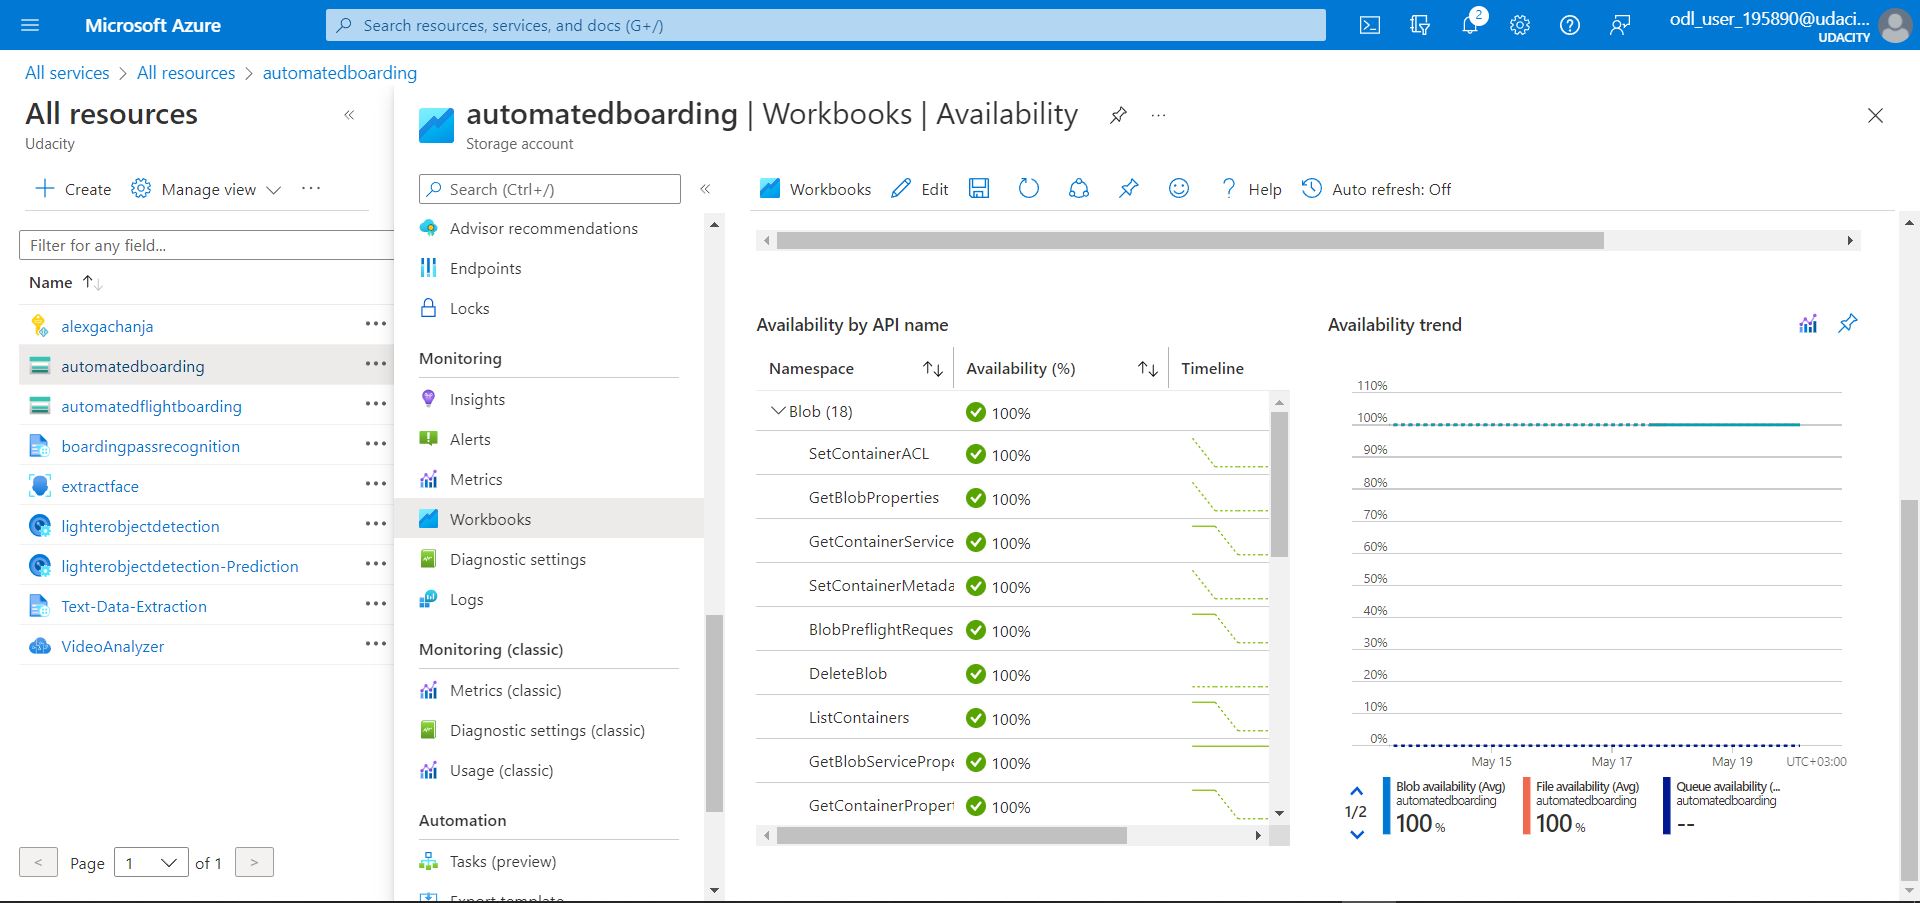 Microsoft Azure
Search resources, services, and docs (G+/)
2
odl_user_195890@udaci...
UDACITY
All services > All resources > automatedboarding
All resources
Udacity
Create
Manage view
Filter for any field...
Name
alexgachanja
automatedboarding
automatedflightboarding
boardingpassrecognition
extractface
lighterobjectdetection
lighterobjectdetection-Prediction
Text-Data-Extraction
VideoAnalyzer
< Page 1 of 1 >
automatedboarding | Workbooks | Availability
Storage account
Search (Ctrl+/)
Advisor recommendations
Endpoints
Locks
Monitoring
Insights
Alerts
Metrics
Workbooks
Diagnostic settings
Logs
Monitoring (classic)
Metrics (classic)
Diagnostic settings (classic)
Usage (classic)
Automation
Tasks (preview)
Export template
Workbooks Edit Help Auto refresh: Off
Availability by API name
Namespace Availability (%) Timeline
Blob (18) 100%
SetContainerACL 100%
GetBlobProperties 100%
GetContainerService 100%
SetContainerMetada 100%
BlobPreflightReques 100%
DeleteBlob 100%
ListContainers 100%
GetBlobServicePrope 100%
GetContainerPropert 100%
Availability trend
110%
100%
90%
80%
70%
60%
50%
40%
30%
20%
10%
0%
May 15 May 17 May 19 UTC+03:00
1/2
Blob availability (Avg)
automatedboarding
100 %
File availability (Avg)
automatedboarding
100 %
Queue availability (...
automatedboarding
--